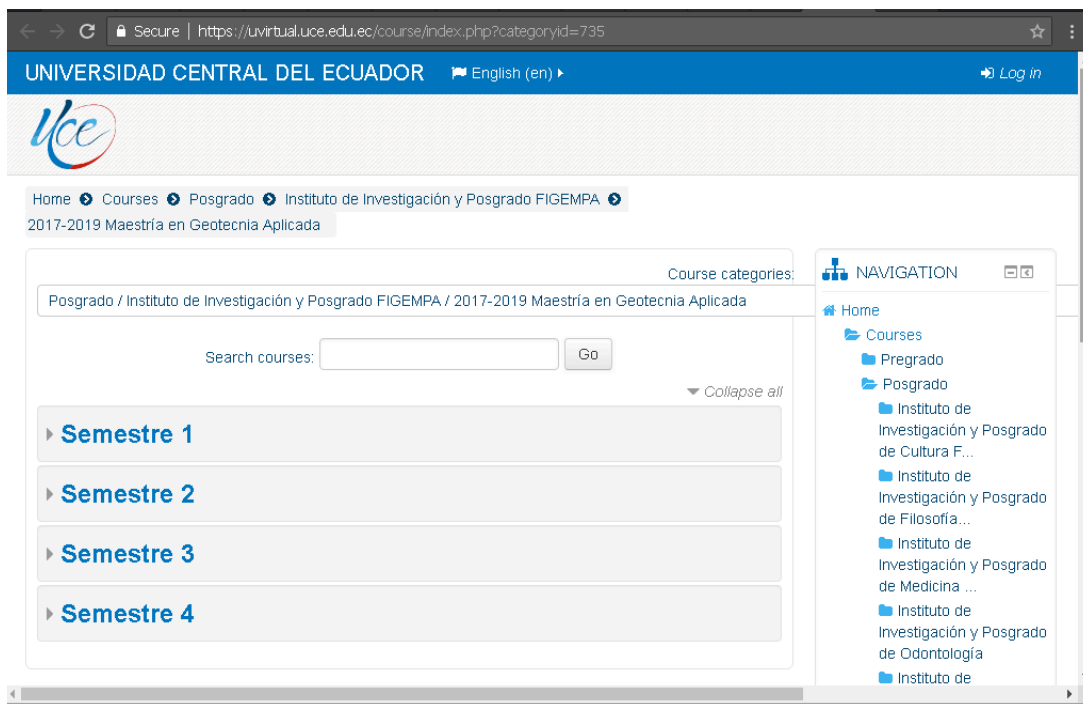 Secure | https://uvirtual.uce.edu.ec/course/index.php?categoryid=735
UNIVERSIDAD CENTRAL DEL ECUADOR English (en) Log in
Uce
Home Courses Posgrado Instituto de Investigación y Posgrado FIGEMPA
2017-2019 Maestría en Geotecnia Aplicada
Course categories:
Posgrado / Instituto de Investigación y Posgrado FIGEMPA / 2017-2019 Maestría en Geotecnia Aplicada
Search courses: Go
Collapse all
Semestre 1
Semestre 2
Semestre 3
Semestre 4
NAVIGATION
Home
Courses
Pregrado
Posgrado
Instituto de
Investigación y Posgrado
de Cultura F...
Instituto de
Investigación y Posgrado
de Filosofía...
Instituto de
Investigación y Posgrado
de Medicina ...
Instituto de
Investigación y Posgrado
de Odontología
Instituto de